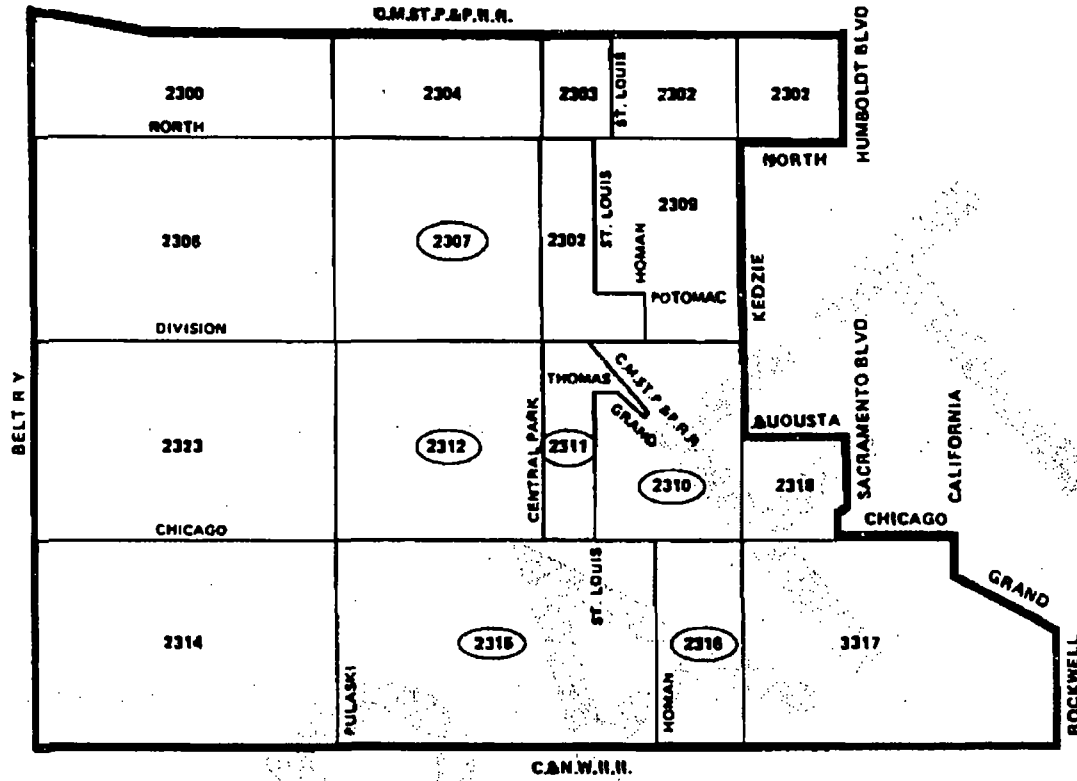 C.M.ST.P.&P.R.R.
HUMBOLDT BLVD
2300
2304
2303
ST. LOUIS
2302
2302
NORTH
NORTH
2306
2307
2302
ST. LOUIS
2309
HOMAN
POTOMAC
KEDZIE
DIVISION
BELT RY
THOMAS
C.M.ST.P.&P.R.R.
GRAND
AUGUSTA
SACRAMENTO BLVD
CALIFORNIA
2323
2312
CENTRAL PARK
2311
2310
2318
CHICAGO
CHICAGO
GRAND
ST. LOUIS
2314
2315
2316
3317
PULASKI
HOMAN
ROCKWELL
C.&N.W.R.R.